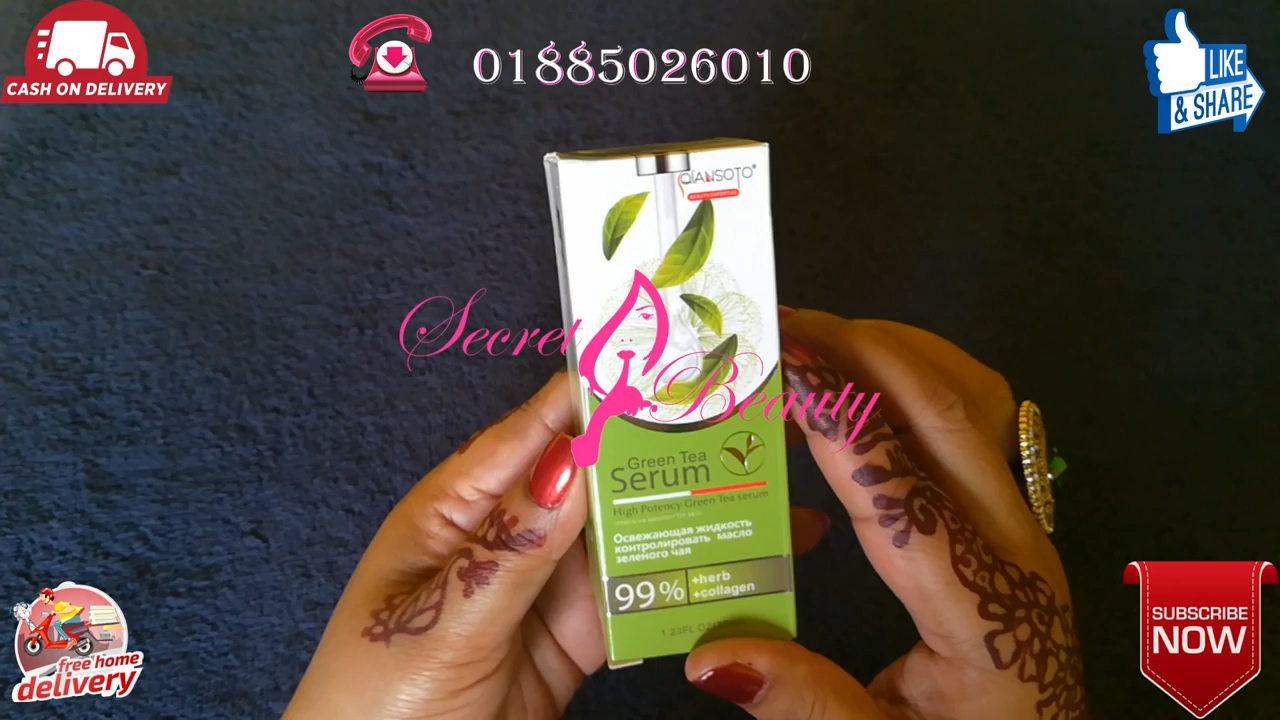 CASH ON DELIVERY
01885026010
LIKE
& SHARE
QIANSOTO
Secret
Beauty
Green Tea
Serum
High Potency Green Tea serum
Освежающая жидкость
контролировать масло
зеленого чая
99%
+herb
+collagen
SUBSCRIBE
NOW
free home
delivery